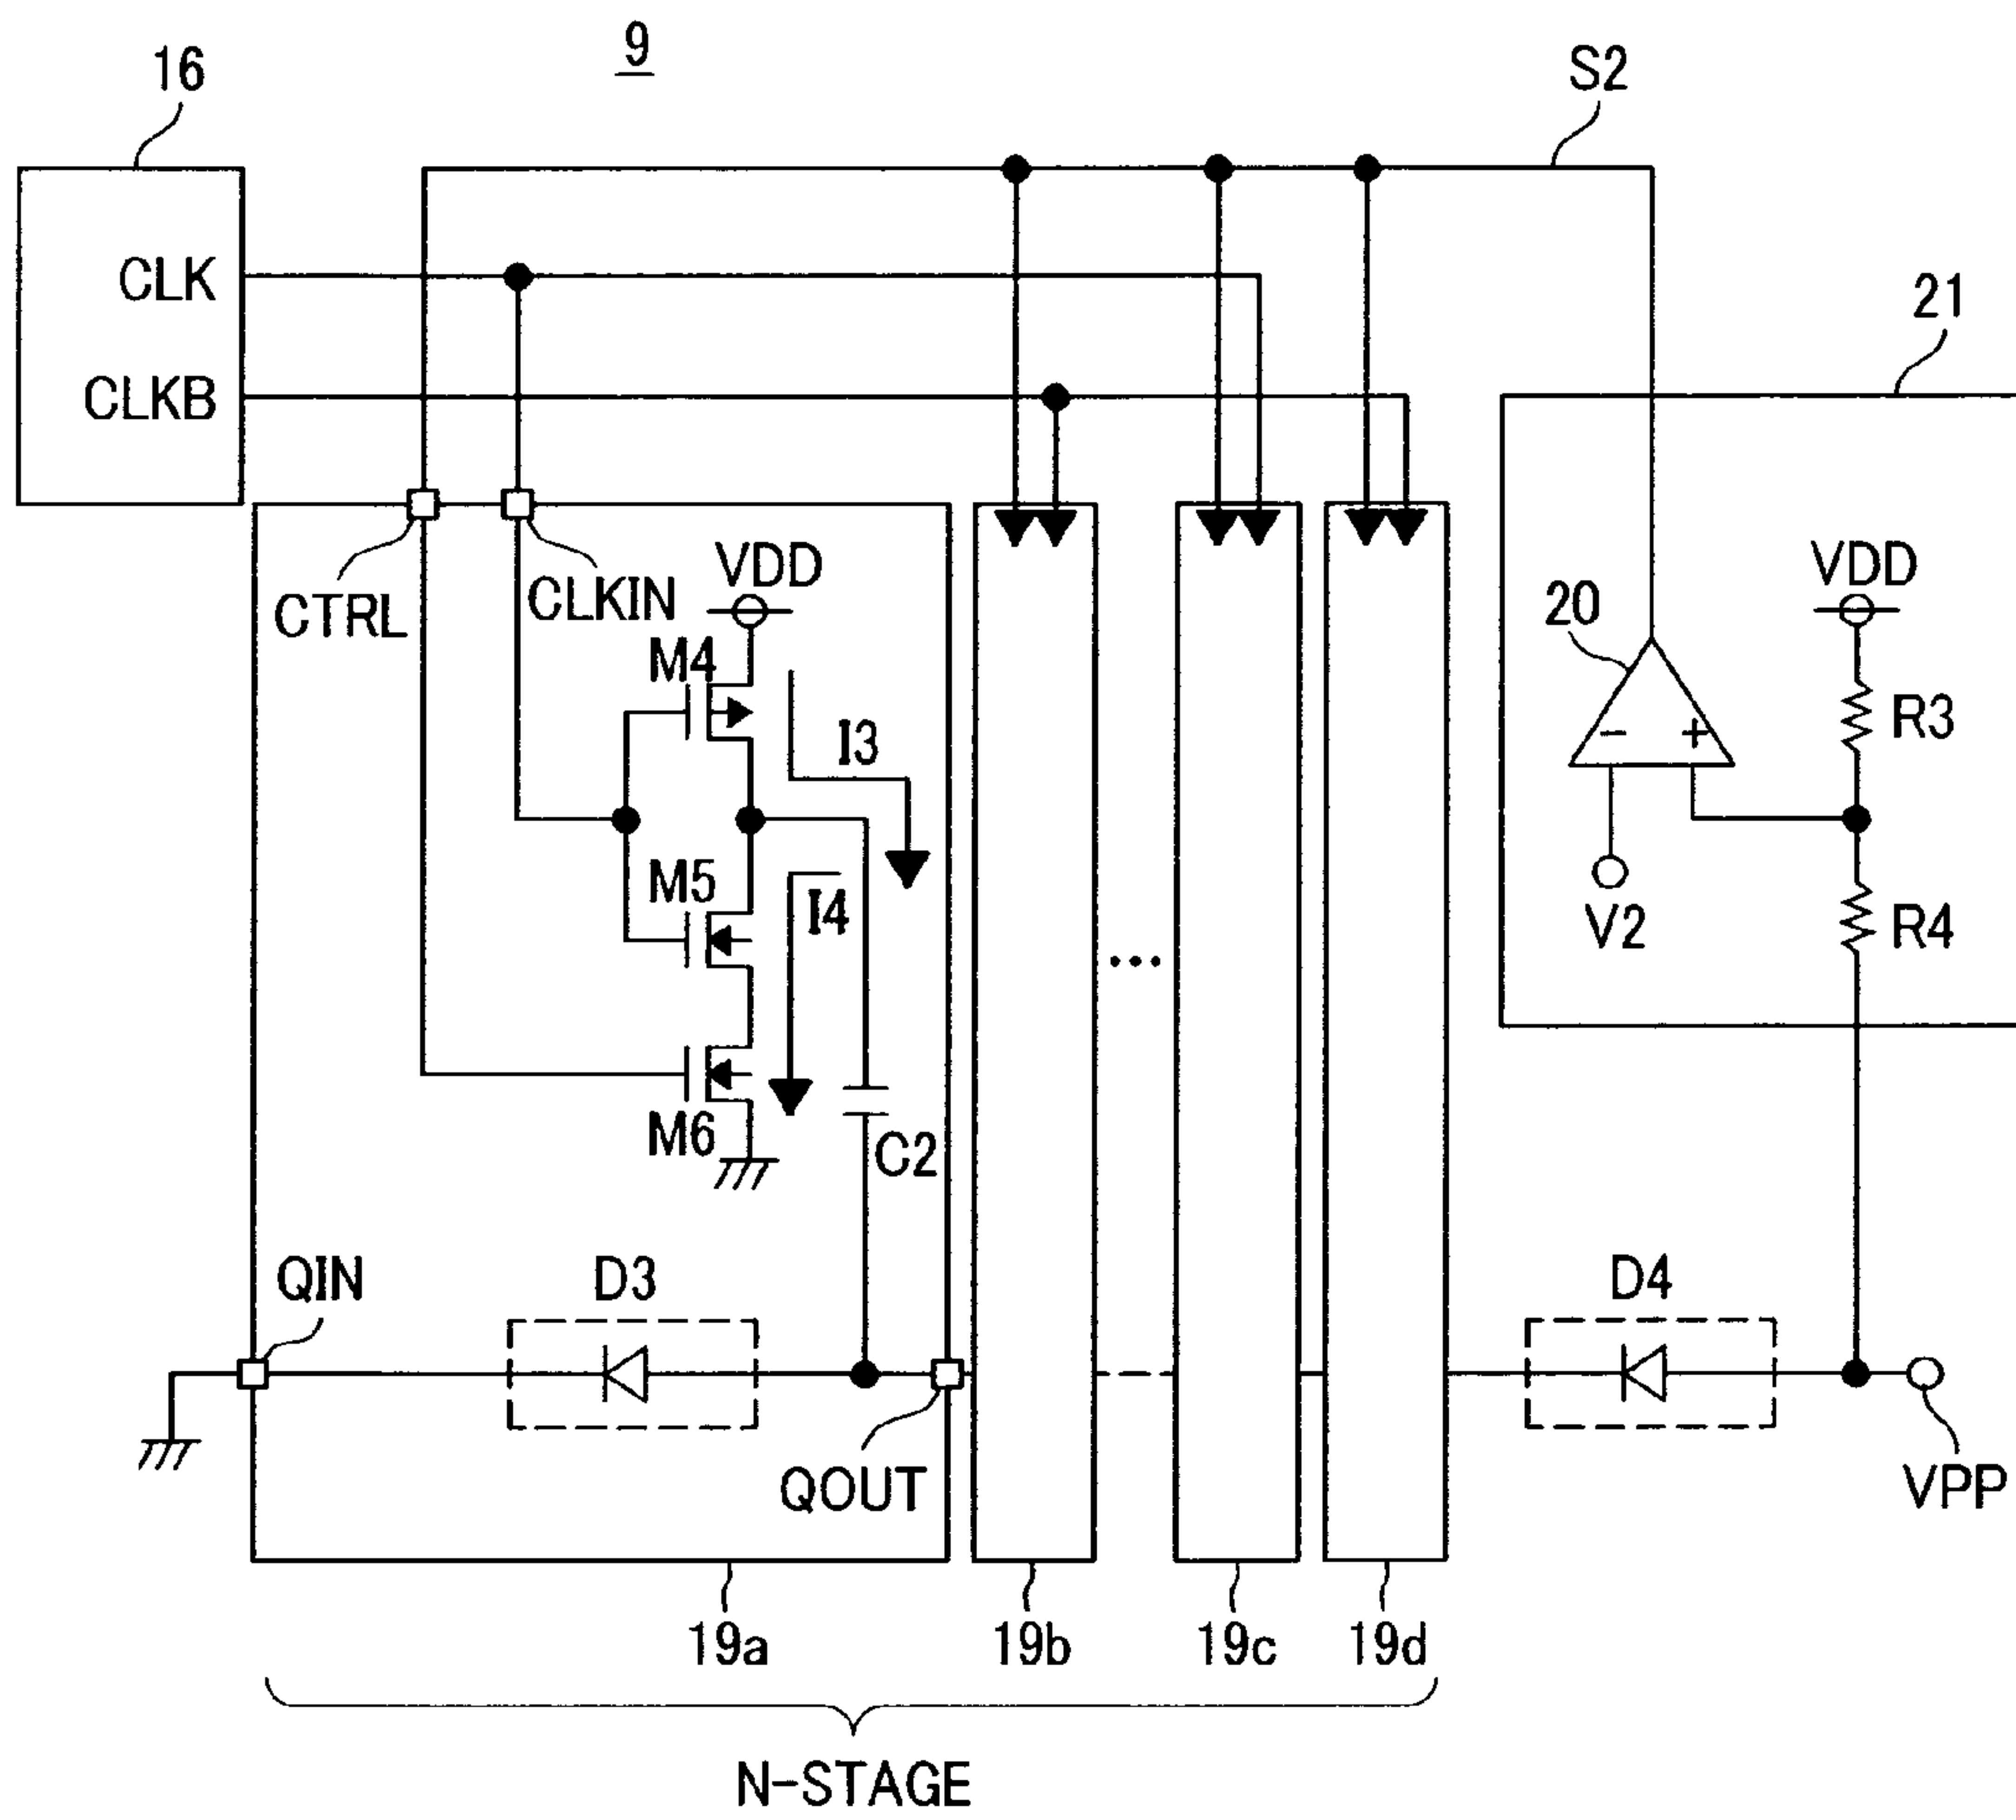 9
16
S2
CLK
21
CLKB
VDD
CTRL
CLKIN
VDD
20
M4
R3
I3
- +
M5
I4
V2
R4
...
M6
C2
QIN
D3
D4
QOUT
VPP
19a
19b
19c
19d
N-STAGE